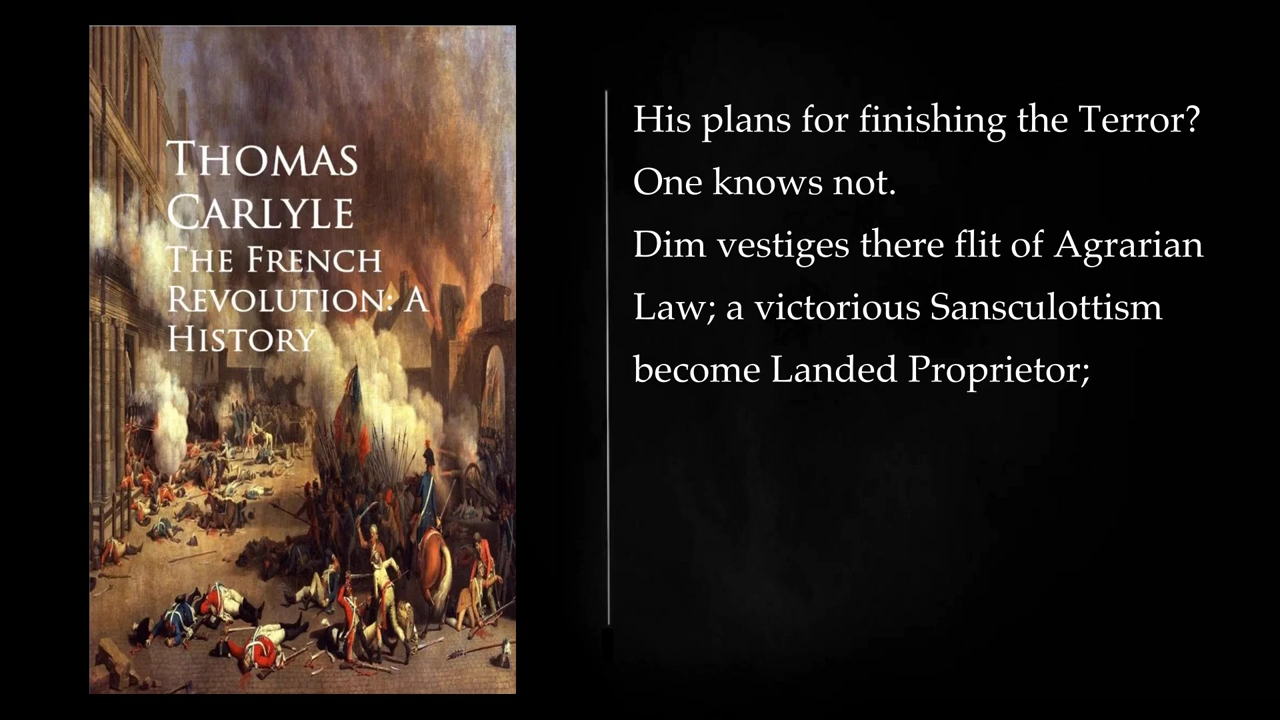 THOMAS
CARLYLE
THE FRENCH
REVOLUTION: A
HISTORY
His plans for finishing the Terror?
One knows not.
Dim vestiges there flit of Agrarian
Law; a victorious Sansculottism
become Landed Proprietor;